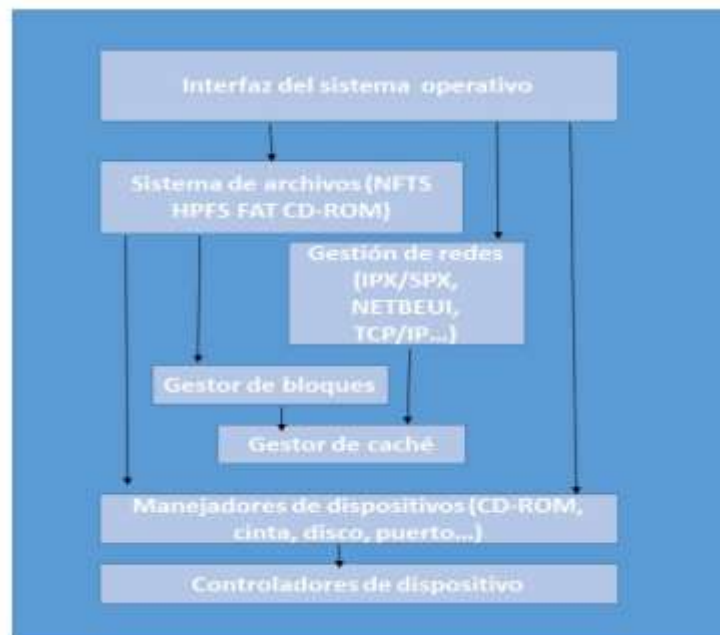 Interfaz del sistema operativo
Sistema de archivos (NFTS
HPFS FAT CD-ROM)
Gestión de redes
(IPX/SPX,
NETBEUI,
TCP/IP...)
Gestor de bloques
Gestor de caché
Manejadores de dispositivos (CD-ROM,
cinta, disco, puerto...)
Controladores de dispositivo